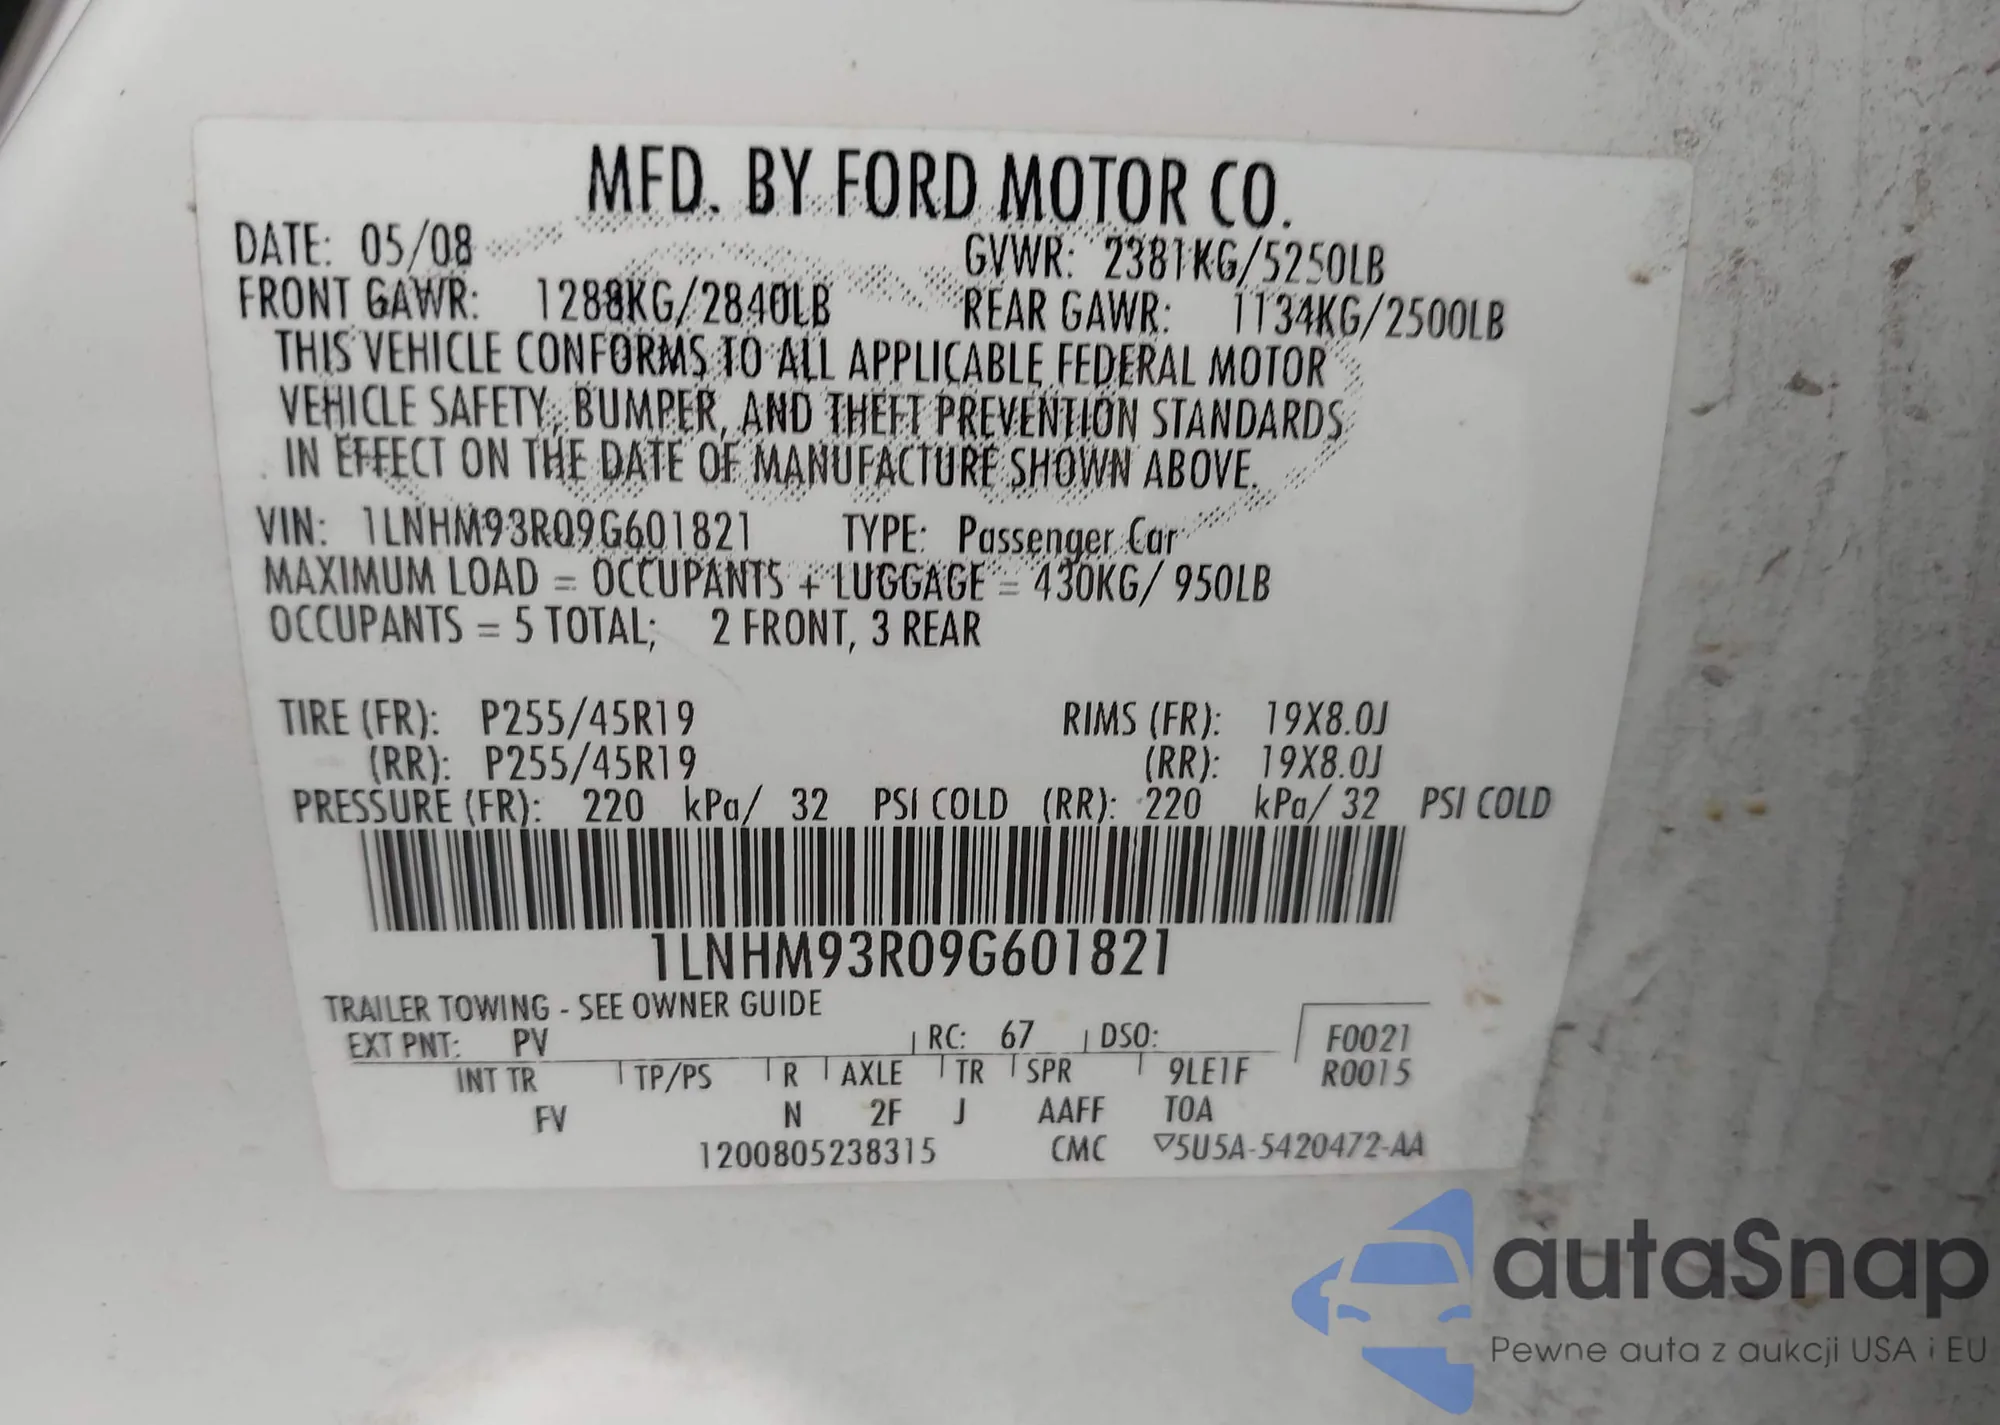 MFD. BY FORD MOTOR CO.
DATE: 05/08 GVWR: 2381KG/5250LB
FRONT GAWR: 1288KG/2840LB REAR GAWR: 1134KG/2500LB
THIS VEHICLE CONFORMS TO ALL APPLICABLE FEDERAL MOTOR
VEHICLE SAFETY, BUMPER, AND THEFT PREVENTION STANDARDS
IN EFFECT ON THE DATE OF MANUFACTURE SHOWN ABOVE.
VIN: 1LNHM93R09G601821 TYPE: Passenger Car
MAXIMUM LOAD = OCCUPANTS + LUGGAGE = 430KG/ 950LB
OCCUPANTS = 5 TOTAL; 2 FRONT, 3 REAR
TIRE (FR): P255/45R19 RIMS (FR): 19X8.0J
(RR): P255/45R19 (RR): 19X8.0J
PRESSURE (FR): 220 kPa/ 32 PSI COLD (RR): 220 kPa/ 32 PSI COLD
1LNHM93R09G601821
TRAILER TOWING - SEE OWNER GUIDE
EXT PNT: PV RC: 67 DSO: F0021
INT TR TP/PS R AXLE TR SPR 9LE1F R0015
FV N 2F J AAFF TOA
1200805238315 CMC ▽5U5A-5420472-AA
autaSnap
Pewne auta z aukcji USA i EU